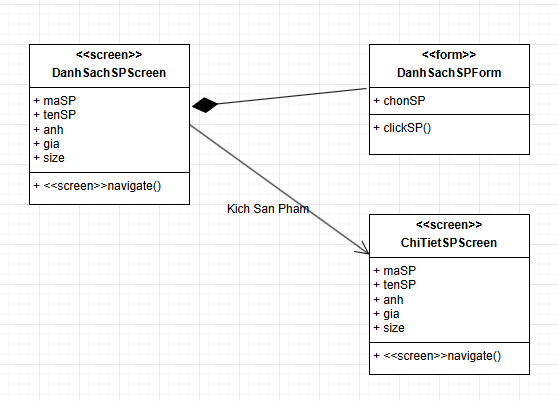 <<screen>>
DanhSachSPScreen
+ maSP
+ tenSP
+ anh
+ gia
+ size
+ <<screen>>navigate()
<<form>>
DanhSachSPForm
+ chonSP
+ clickSP()
Kich San Pham
<<screen>>
ChiTietSPScreen
+ maSP
+ tenSP
+ anh
+ gia
+ size
+ <<screen>>navigate()